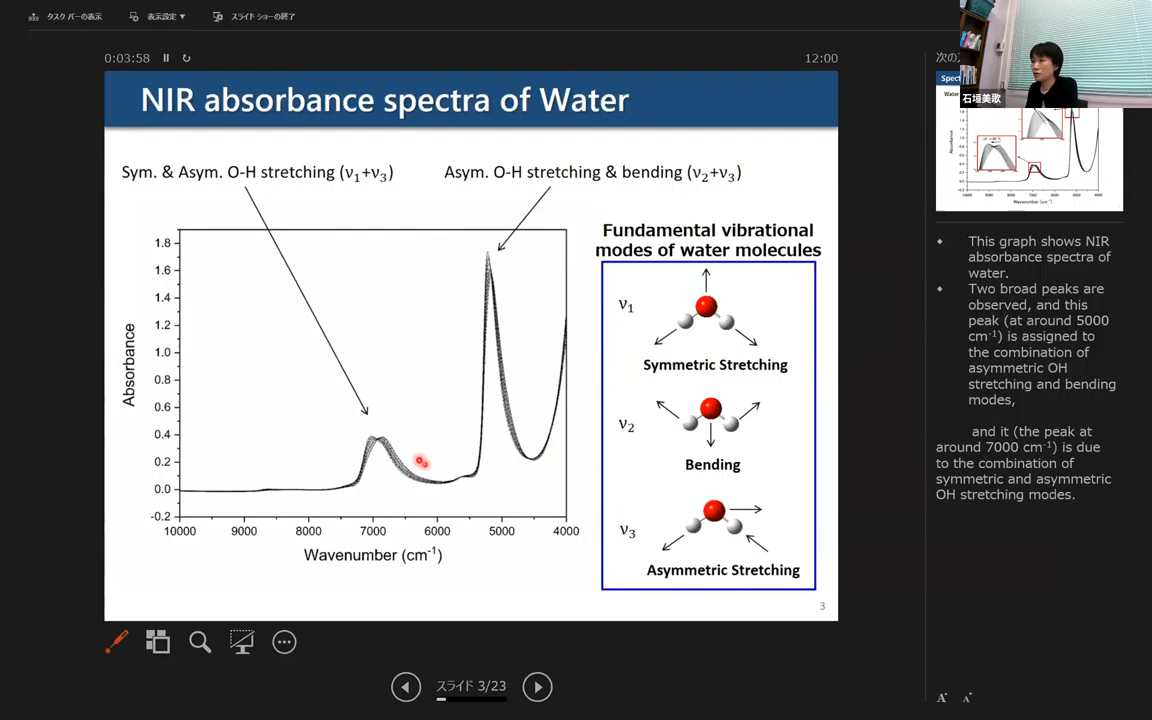 タスク バーの表示
表示設定 ▼
スライド ショーの終了
0:03:58
12:00
NIR absorbance spectra of Water
Sym. & Asym. O-H stretching (ν₁+ν₃)
Asym. O-H stretching & bending (ν₂+ν₃)
Fundamental vibrational
modes of water molecules
1.8
1.6
1.4
1.2
1.0
0.8
0.6
0.4
0.2
0.0
-0.2
Absorbance
10000
9000
8000
7000
6000
5000
4000
Wavenumber (cm⁻¹)
ν₁
Symmetric Stretching
ν₂
Bending
ν₃
Asymmetric Stretching
3
スライド 3/23
石垣美歌
Absorbance
Wavenumber (cm⁻¹)
◆ This graph shows NIR
absorbance spectra of
water.
◆ Two broad peaks are
observed, and this
peak (at around 5000
cm⁻¹) is assigned to
the combination of
asymmetric OH
stretching and bending
modes,
and it (the peak at
around 7000 cm⁻¹) is due
to the combination of
symmetric and asymmetric
OH stretching modes.
A
A